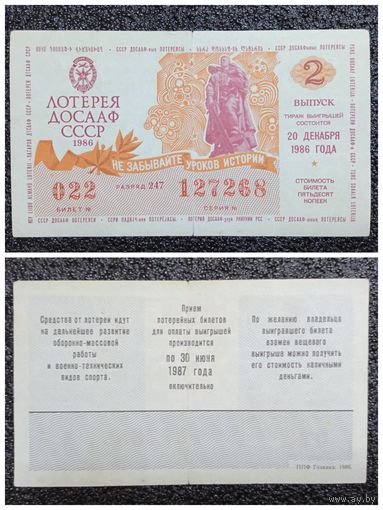 ЛОТЕРЕЯ
ДОСААФ
СССР
1986
2
ВЫПУСК
ТИРАЖ ВЫИГРЫШЕЙ
СОСТОИТСЯ
20 ДЕКАБРЯ
1986 ГОДА
СТОИМОСТЬ
БИЛЕТА
ПЯТЬДЕСЯТ
КОПЕЕК
НЕ ЗАБЫВАЙТЕ УРОКОВ ИСТОРИИ
022 РАЗРЯД 247 127268
БИЛЕТ № СЕРИЯ №
Средства от лотереи идут
на дальнейшее развитие
оборонно-массовой
работы
и военно-технических
видов спорта.
Прием
лотерейных билетов
для оплаты выигрышей
производится
по 30 июня
1987 года
включительно
По желанию владельца
выигравшего билета
взамен вещевого
выигрыша можно получить
его стоимость наличными
деньгами.
ППФ Гознака. 1986.
av.by